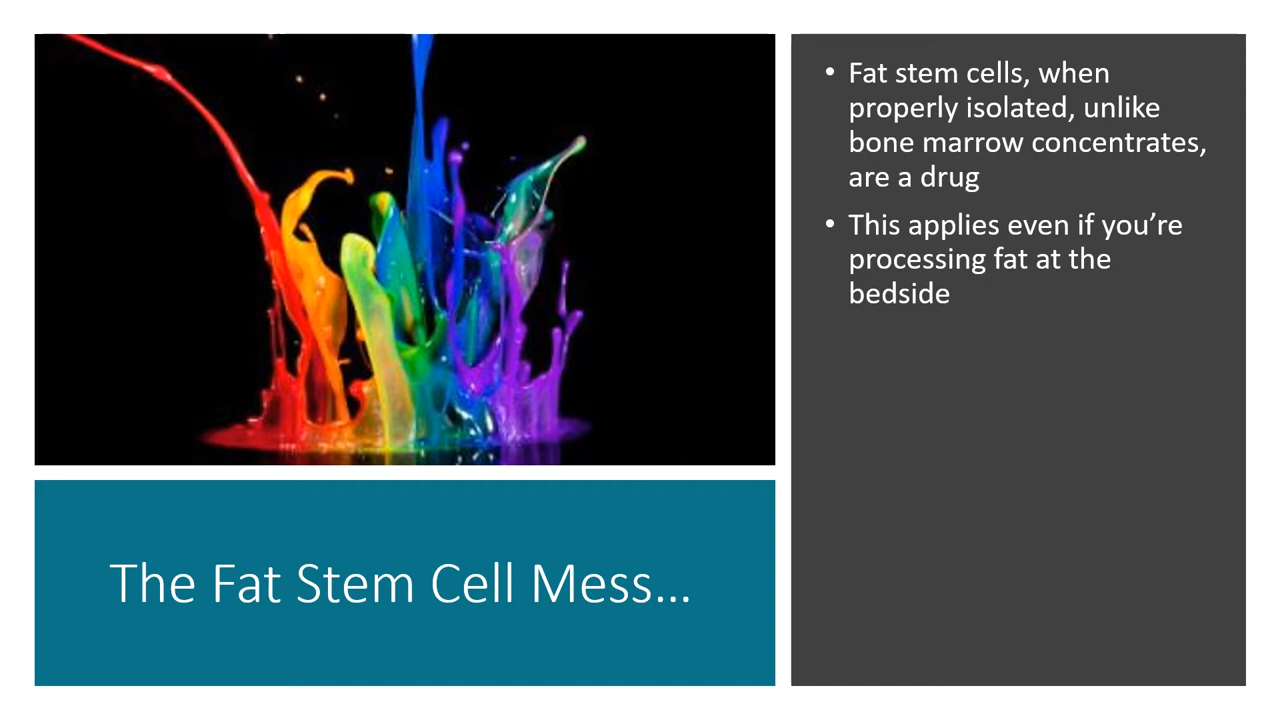 • Fat stem cells, when
properly isolated, unlike
bone marrow concentrates,
are a drug
• This applies even if you’re
processing fat at the
bedside
The Fat Stem Cell Mess…